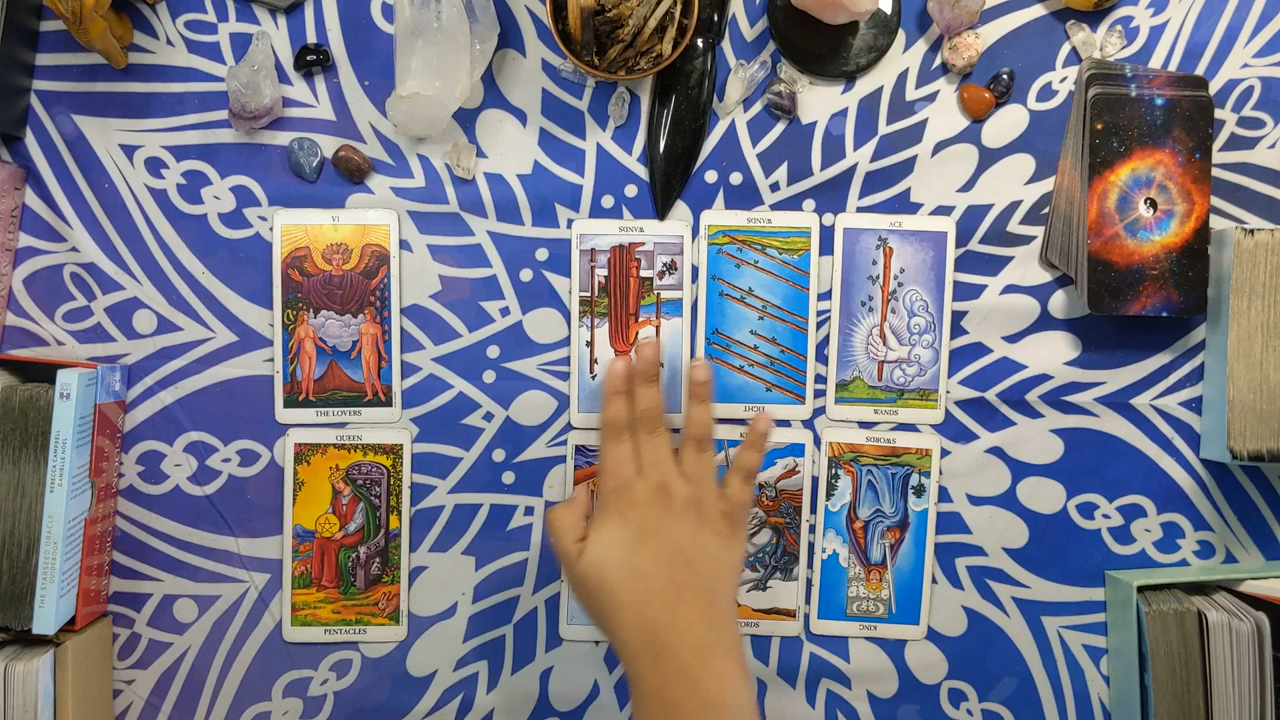 VI
THE LOVERS
WANDS
WANDS
EIGHT
ACE
WANDS
QUEEN
PENTACLES
SWORDS
KING
REBECCA CAMPBELL
DANIELLE NOEL
THE STARSEED ORACLE
GUIDEBOOK